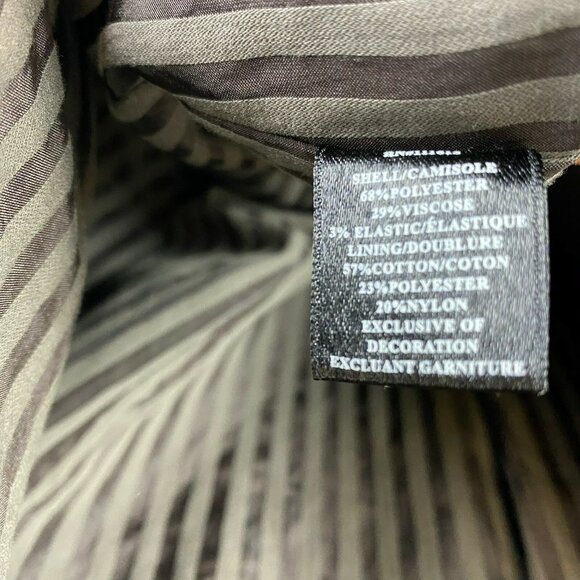 SHELL/CAMISOLE
68%POLYESTER
29%VISCOSE
3% ELASTIC/ÉLASTIQUE
LINING/DOUBLURE
57%COTTON/COTON
23%POLYESTER
20%NYLON
EXCLUSIVE OF
DECORATION
EXCLUANT GARNITURE